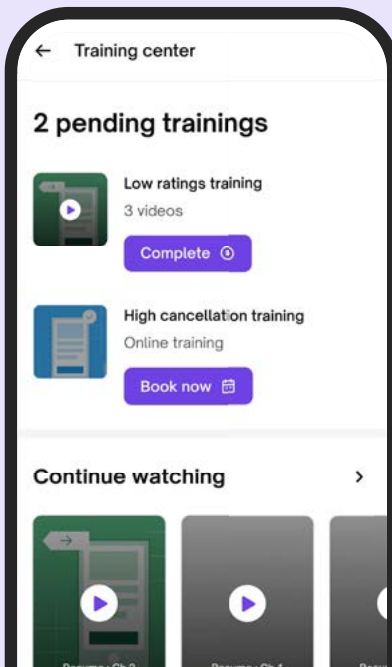 Training center
2 pending trainings
Low ratings training
3 videos
Complete
High cancellation training
Online training
Book now
Continue watching